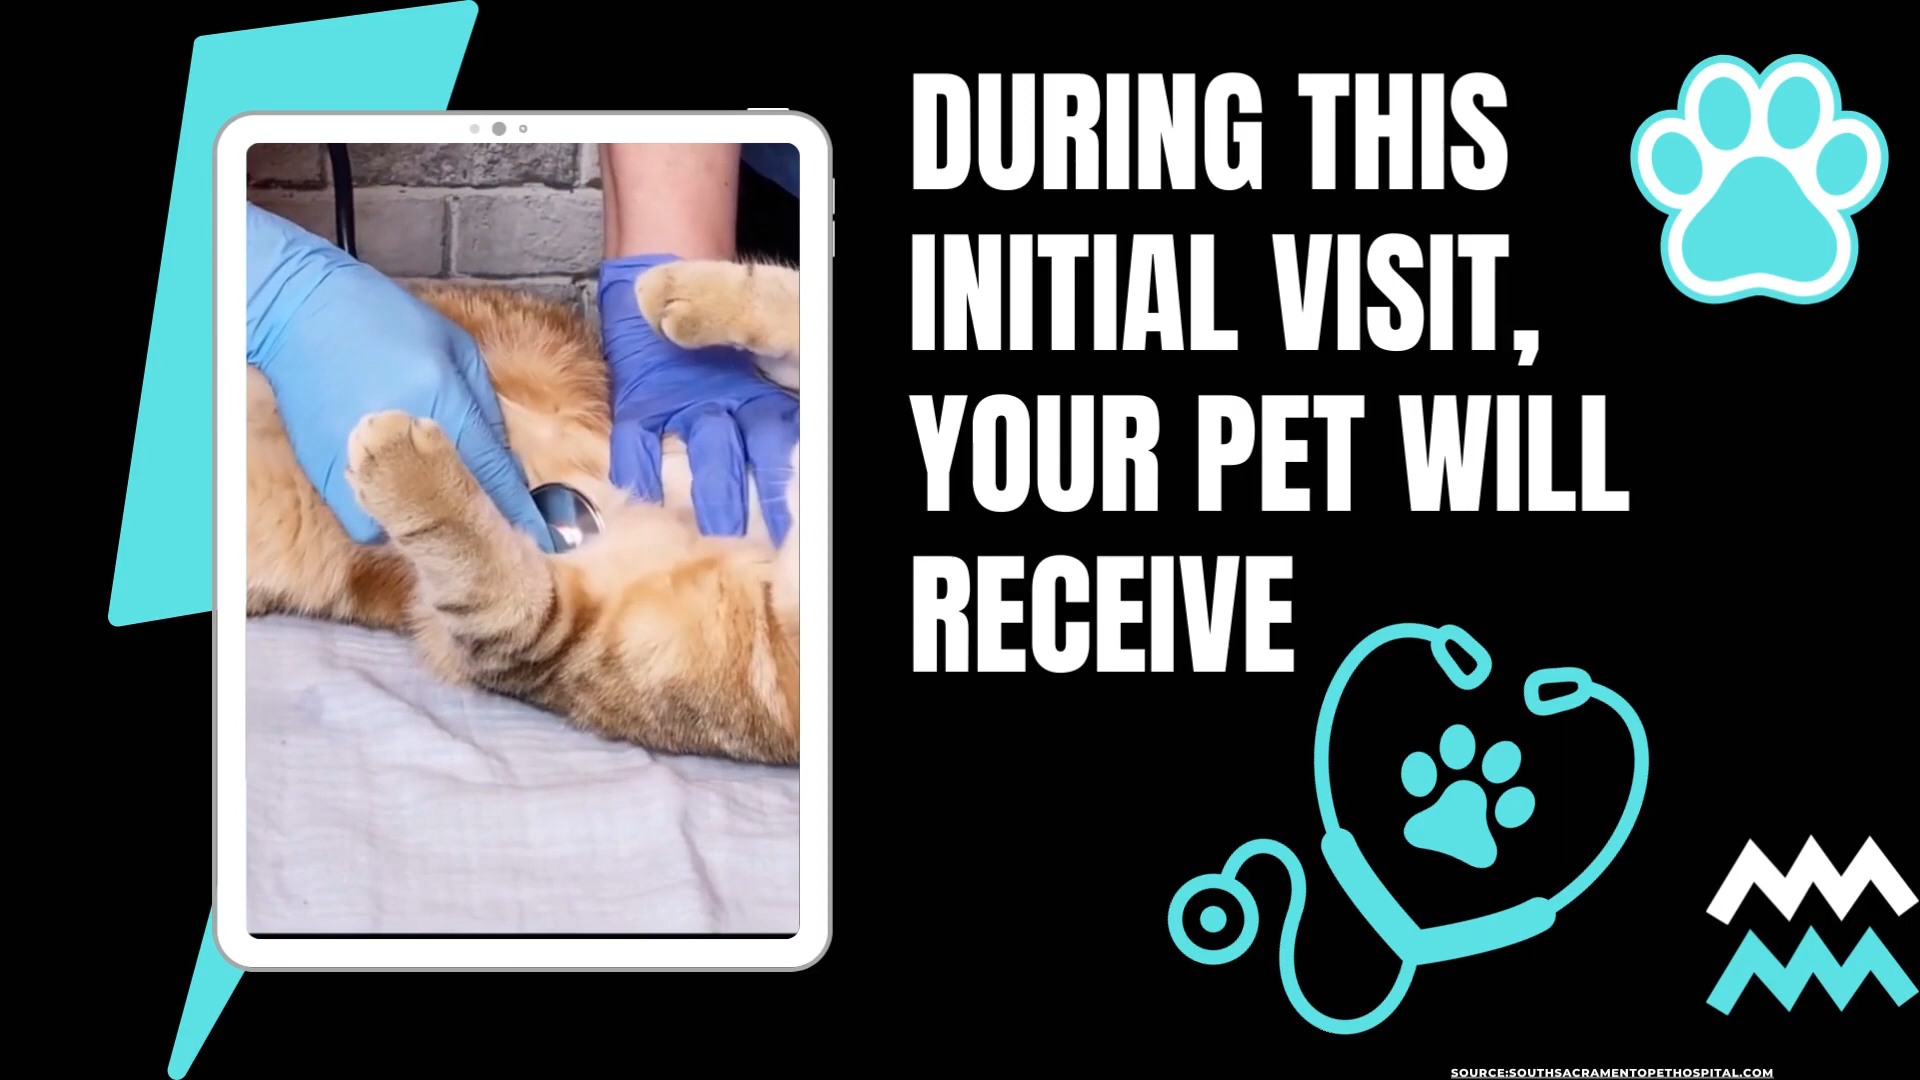 DURING THIS
INITIAL VISIT,
YOUR PET WILL
RECEIVE
SOURCE:SOUTHSACRAMENTOPETHOSPITAL.COM